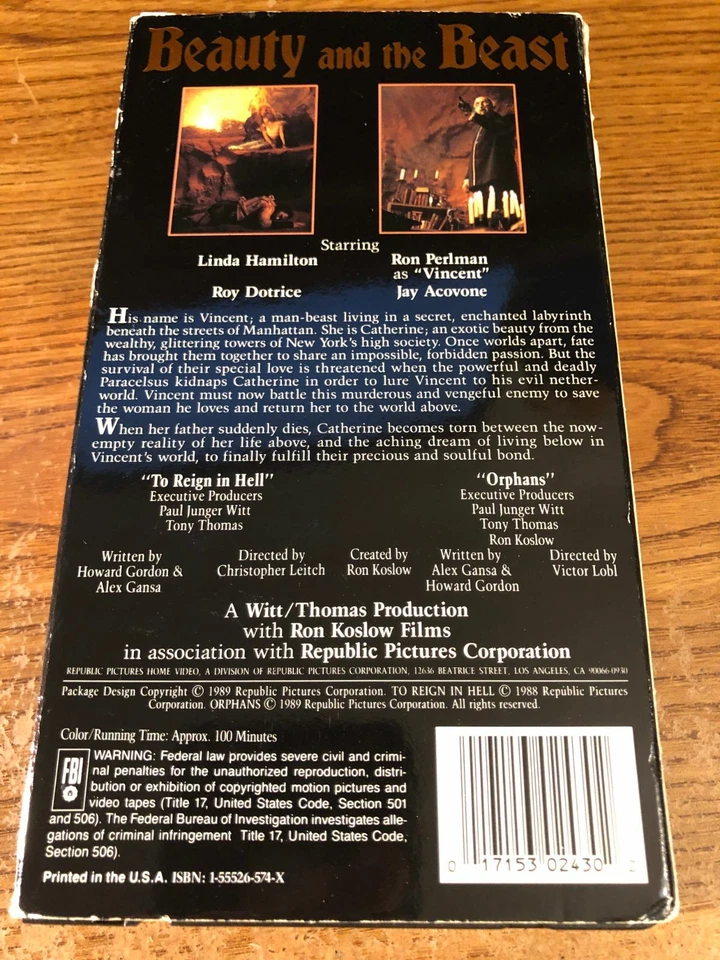 Beauty and the Beast
Starring
Linda Hamilton
Ron Perlman
as "Vincent"
Roy Dotrice
Jay Acovone
His name is Vincent; a man-beast living in a secret, enchanted labyrinth
beneath the streets of Manhattan. She is Catherine; an exotic beauty from the
wealthy, glittering towers of New York's high society. Once worlds apart, fate
has brought them together to share an impossible, forbidden passion. But the
survival of their special love is threatened when the powerful and deadly
Paracelsus kidnaps Catherine in order to lure Vincent to his evil nether-
world. Vincent must now battle this murderous and vengeful enemy to save
the woman he loves and return her to the world above.
When her father suddenly dies, Catherine becomes torn between the now-
empty reality of her life above, and the aching dream of living below in
Vincent's world, to finally fulfill their precious and soulful bond.
"To Reign in Hell"
Executive Producers
Paul Junger Witt
Tony Thomas
"Orphans"
Executive Producers
Paul Junger Witt
Tony Thomas
Ron Koslow
Written by
Howard Gordon &
Alex Gansa
Directed by
Christopher Leitch
Created by
Ron Koslow
Written by
Alex Gansa &
Howard Gordon
Directed by
Victor Lobl
A Witt/Thomas Production
with Ron Koslow Films
in association with Republic Pictures Corporation
REPUBLIC PICTURES HOME VIDEO, A DIVISION OF REPUBLIC PICTURES CORPORATION, 12636 BEATRICE STREET, LOS ANGELES, CA 90066-0930
Package Design Copyright © 1989 Republic Pictures Corporation. TO REIGN IN HELL © 1988 Republic Pictures
Corporation. ORPHANS © 1989 Republic Pictures Corporation. All rights reserved.
Color/Running Time: Approx. 100 Minutes
FBI
WARNING: Federal law provides severe civil and crimi-
nal penalties for the unauthorized reproduction, distri-
bution or exhibition of copyrighted motion pictures and
video tapes (Title 17, United States Code, Section 501
and 506). The Federal Bureau of Investigation investigates alle-
gations of criminal infringement Title 17, United States Code,
Section 506).
Printed in the U.S.A. ISBN: 1-55526-574-X
0 17153 02430 2